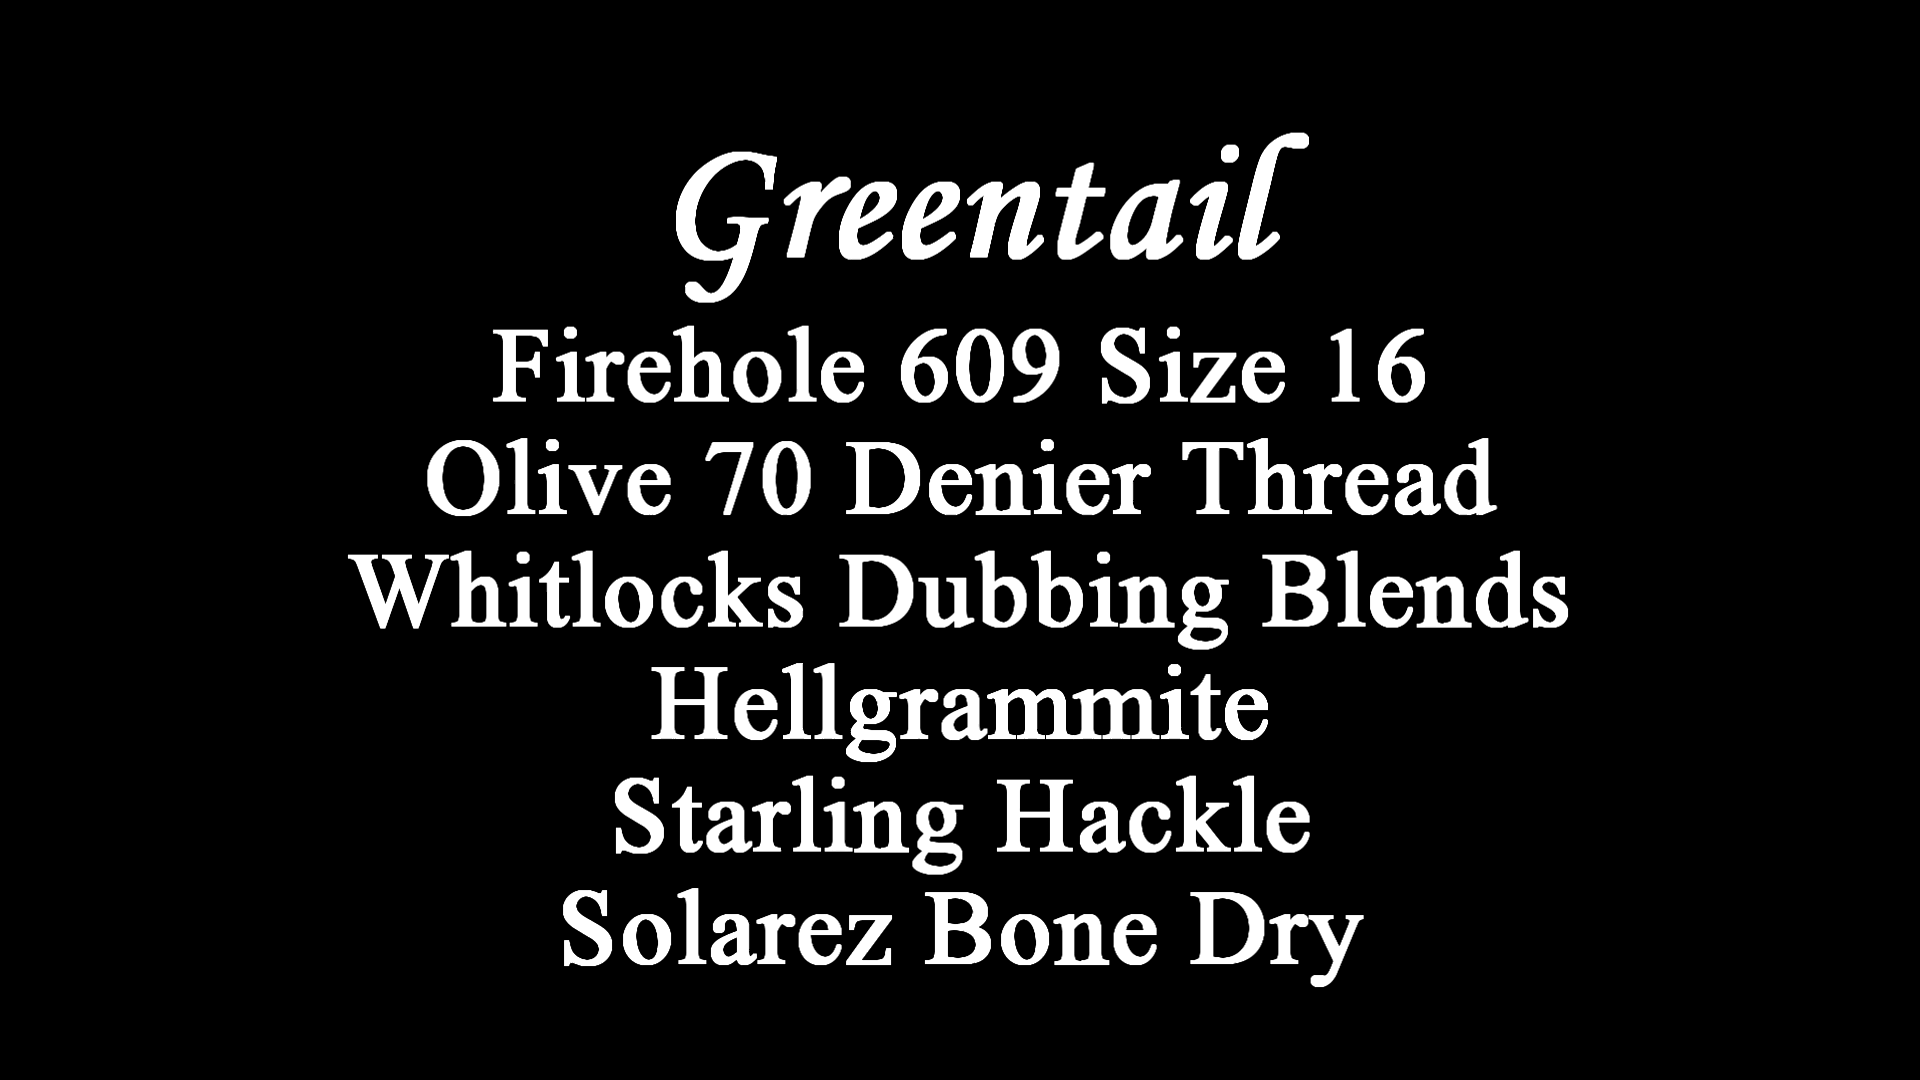 Greentail
Firehole 609 Size 16
Olive 70 Denier Thread
Whitlocks Dubbing Blends
Hellgrammite
Starling Hackle
Solarez Bone Dry